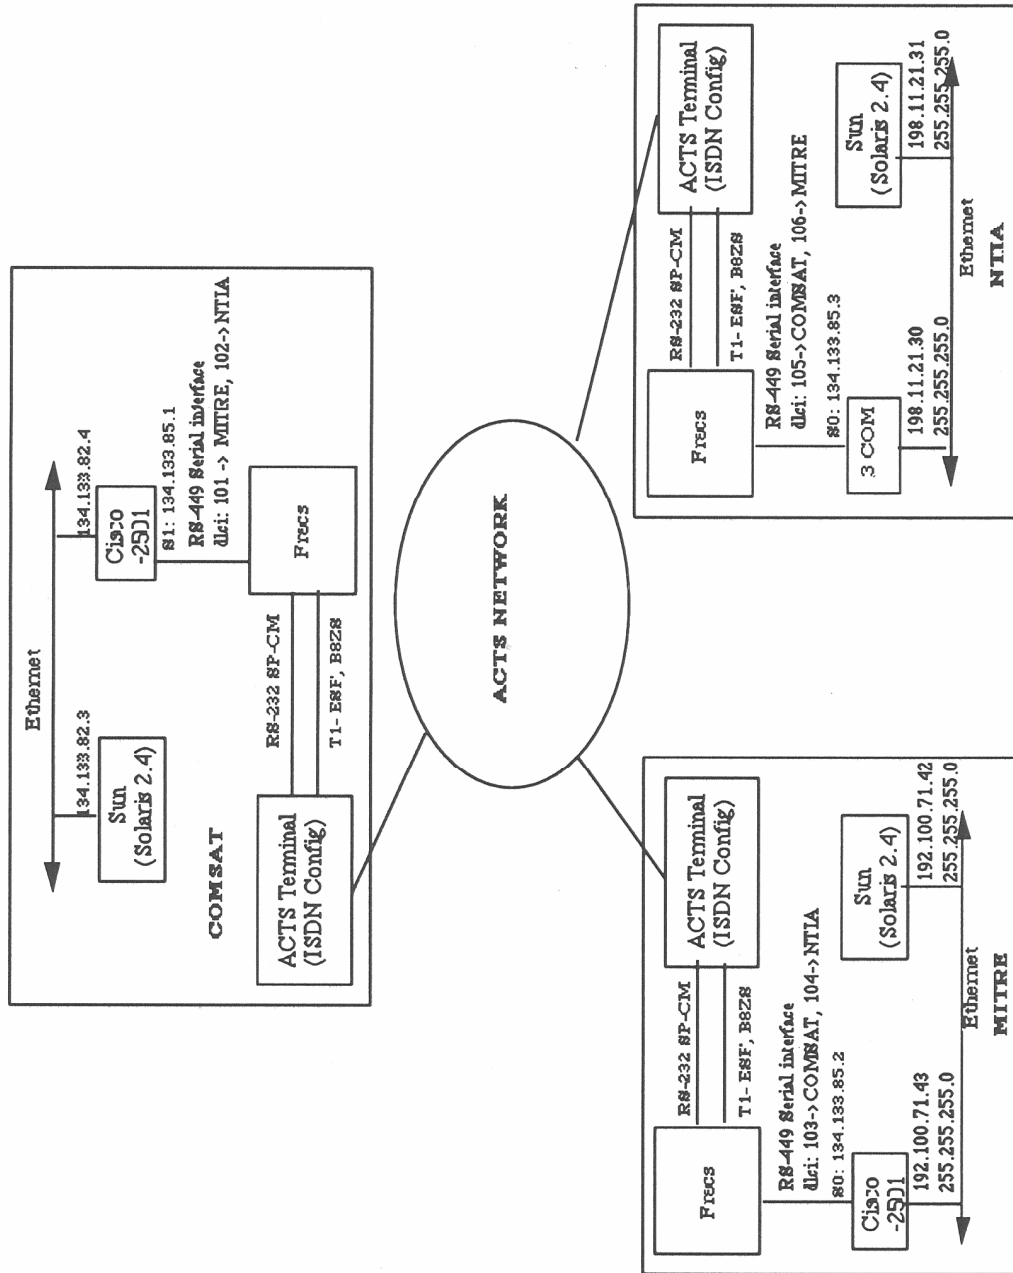 Ethernet
134.133.82.3
134.133.82.4
Sun
(Solaris 2.4)
Cisco
-2501
S1: 134.133.85.1
RS-449 Serial interface
dlci: 101 -> MITRE, 102->NTIA
COMSAT
ACTS Terminal
(ISDN Config)
RS-232 SP-CM
T1- ESF, B8ZS
Fracs
ACTS NETWORK
Fracs
RS-232 SP-CM
T1- ESF, B8ZS
ACTS Terminal
(ISDN Config)
RS-449 Serial interface
dlci: 103->COMSAT, 104->NTIA
S0: 134.133.85.2
Cisco
-2501
Sun
(Solaris 2.4)
192.100.71.43
255.255.255.0
192.100.71.42
255.255.255.0
Ethernet
MITRE
Fracs
RS-232 SP-CM
T1- ESF, B8ZS
ACTS Terminal
(ISDN Config)
RS-449 Serial interface
dlci: 105->COMSAT, 106->MITRE
S0: 134.133.85.3
3 COM
Sun
(Solaris 2.4)
198.11.21.30
255.255.255.0
198.11.21.31
255.255.255.0
Ethernet
NTIA